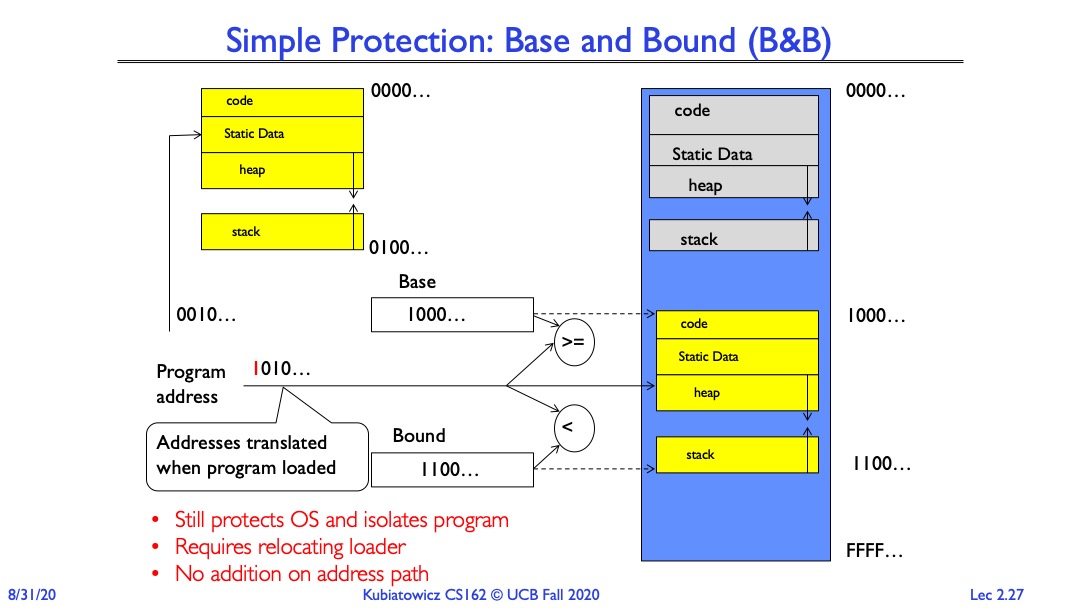 Simple Protection: Base and Bound (B&B)
code
Static Data
heap
stack
0000…
0100…
0010…
Program
address
1010…
Addresses translated
when program loaded
Base
1000…
>=
<
Bound
1100…
code
Static Data
heap
stack
code
Static Data
heap
stack
0000…
1000…
1100…
FFFF…
• Still protects OS and isolates program
• Requires relocating loader
• No addition on address path
8/31/20
Kubiatowicz CS162 © UCB Fall 2020
Lec 2.27